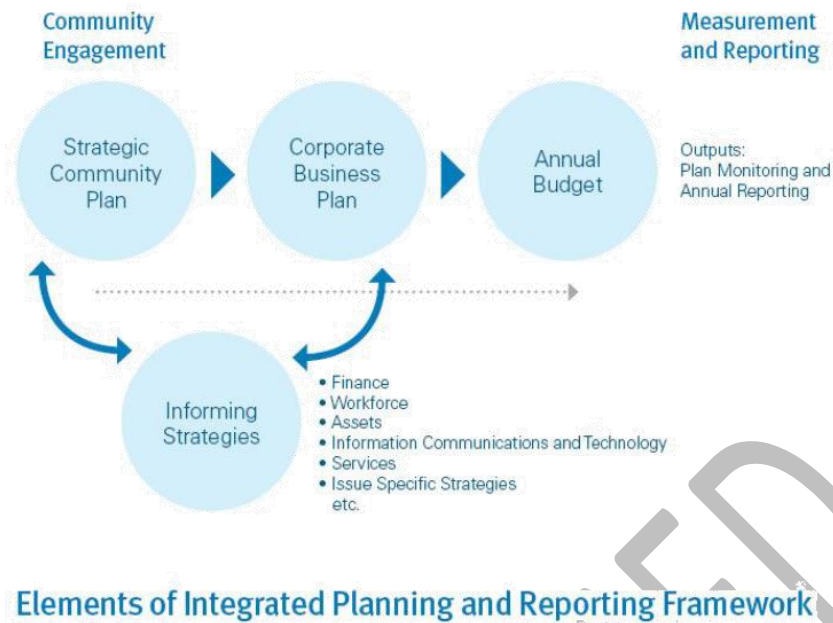 Community
Engagement
Measurement
and Reporting
Strategic
Community
Plan
Corporate
Business
Plan
Annual
Budget
Outputs:
Plan Monitoring and
Annual Reporting
Informing
Strategies
• Finance
• Workforce
• Assets
• Information Communications and Technology
• Services
• Issue Specific Strategies
etc.
Elements of Integrated Planning and Reporting Framework